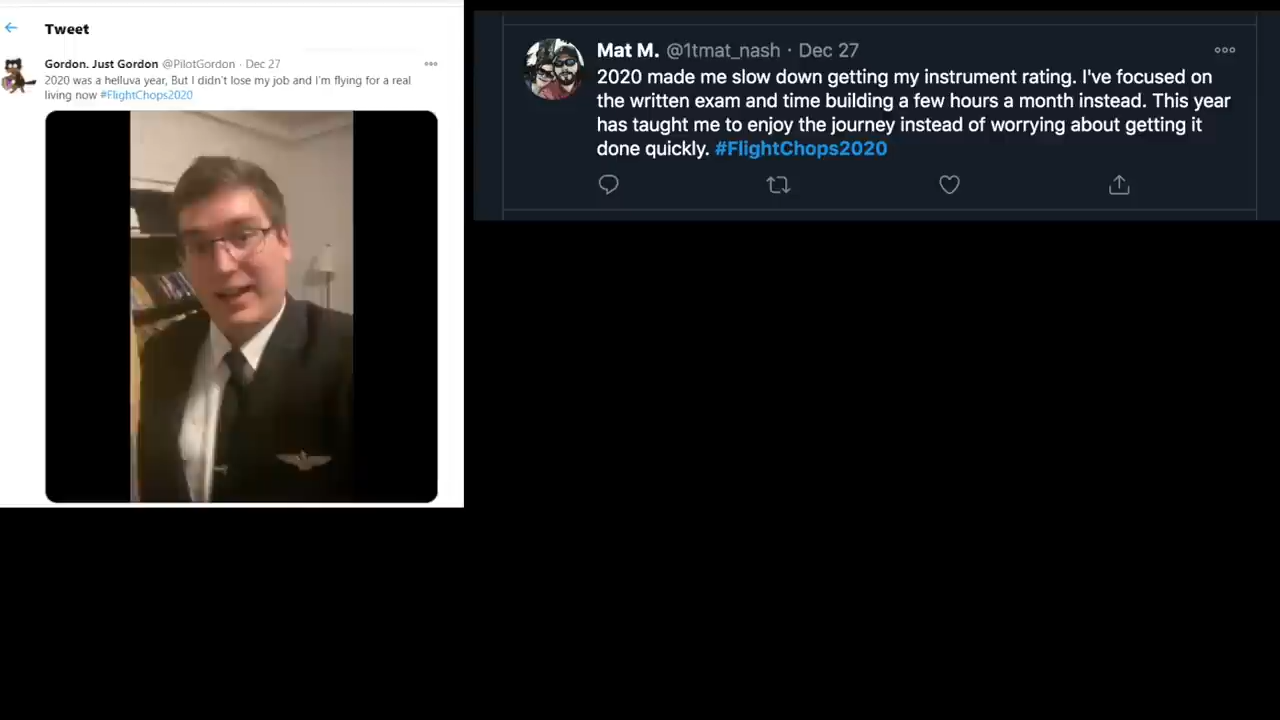 Tweet
Gordon. Just Gordon @PilotGordon · Dec 27
2020 was a helluva year, But I didn't lose my job and I'm flying for a real
living now #FlightChops2020
Mat M. @1tmat_nash · Dec 27
2020 made me slow down getting my instrument rating. I've focused on
the written exam and time building a few hours a month instead. This year
has taught me to enjoy the journey instead of worrying about getting it
done quickly. #FlightChops2020